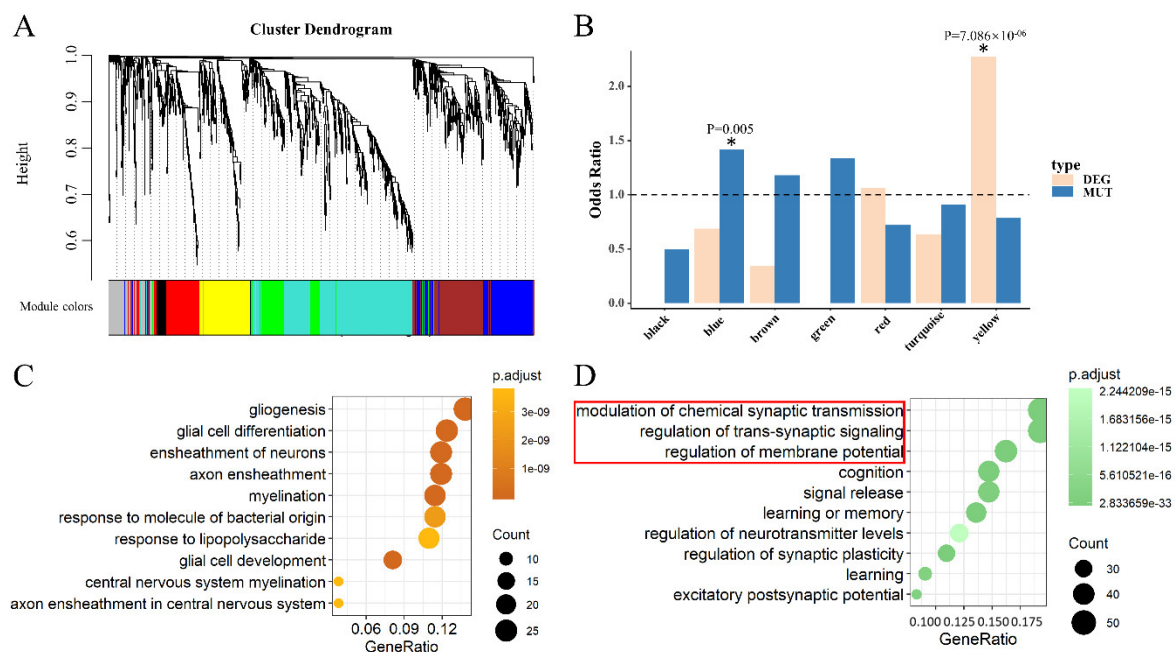 A
Cluster Dendrogram
Height
1.0
0.9
0.8
0.7
0.6
Module colors
B
P=7.086×10⁻⁰⁶
*
P=0.005
*
Odds Ratio
2.0
1.5
1.0
0.5
0.0
black
blue
brown
green
red
turquoise
yellow
type
DEG
MUT
C
gliogenesis
glial cell differentiation
ensheathment of neurons
axon ensheathment
myelination
response to molecule of bacterial origin
response to lipopolysaccharide
glial cell development
central nervous system myelination
axon ensheathment in central nervous system
0.06 0.09 0.12
GeneRatio
p.adjust
3e-09
2e-09
1e-09
Count
10
15
20
25
D
modulation of chemical synaptic transmission
regulation of trans-synaptic signaling
regulation of membrane potential
cognition
signal release
learning or memory
regulation of neurotransmitter levels
regulation of synaptic plasticity
learning
excitatory postsynaptic potential
0.100 0.125 0.150 0.175
GeneRatio
p.adjust
2.244209e-15
1.683156e-15
1.122104e-15
5.610521e-16
2.833659e-33
Count
30
40
50